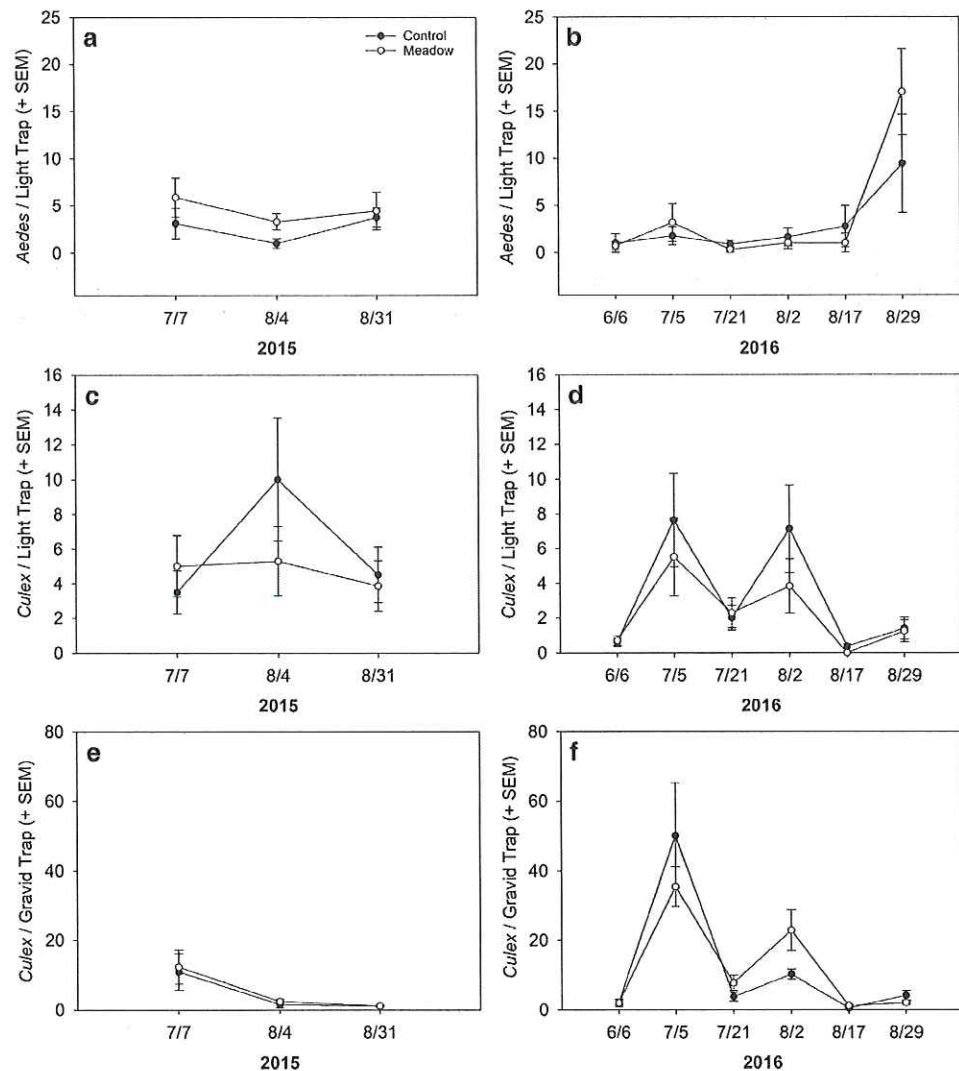 a
Control
Meadow
Aedes / Light Trap (+ SEM)
25
20
15
10
5
0
7/7 8/4 8/31
2015
b
Aedes / Light Trap (+ SEM)
25
20
15
10
5
0
6/6 7/5 7/21 8/2 8/17 8/29
2016
c
Culex / Light Trap (+ SEM)
16
14
12
10
8
6
4
2
0
7/7 8/4 8/31
2015
d
Culex / Light Trap (+ SEM)
16
14
12
10
8
6
4
2
0
6/6 7/5 7/21 8/2 8/17 8/29
2016
e
Culex / Gravid Trap (+ SEM)
80
60
40
20
0
7/7 8/4 8/31
2015
f
Culex / Gravid Trap (+ SEM)
80
60
40
20
0
6/6 7/5 7/21 8/2 8/17 8/29
2016